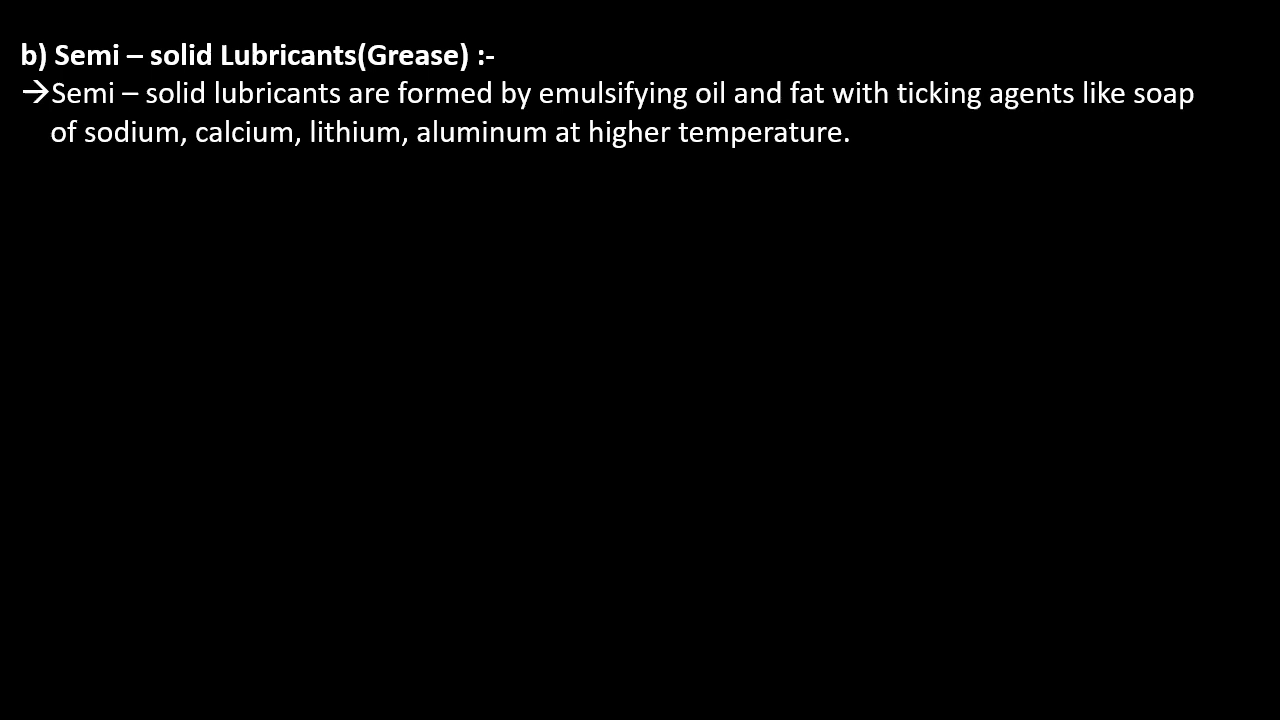 b) Semi – solid Lubricants(Grease) :-
→Semi – solid lubricants are formed by emulsifying oil and fat with ticking agents like soap
of sodium, calcium, lithium, aluminum at higher temperature.